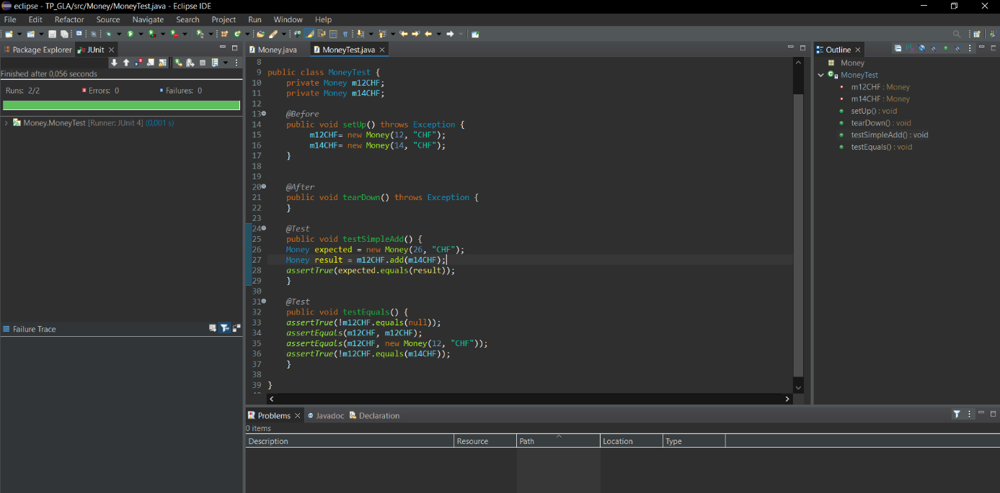 eclipse - TP_GLA/src/Money/MoneyTest.java - Eclipse IDE
File Edit Refactor Source Navigate Search Project Run Window Help
Package Explorer
JUnit
Finished after 0,056 seconds
Runs: 2/2 Errors: 0 Failures: 0
Money.MoneyTest [Runner: JUnit 4] (0,001 s)
Failure Trace
Money.java MoneyTest.java
8
9 public class MoneyTest {
10 private Money m12CHF;
11 private Money m14CHF;
12
13 @Before
14 public void setUp() throws Exception {
15 m12CHF= new Money(12, "CHF");
16 m14CHF= new Money(14, "CHF");
17 }
18
19
20 @After
21 public void tearDown() throws Exception {
22 }
23
24 @Test
25 public void testSimpleAdd() {
26 Money expected = new Money(26, "CHF");
27 Money result = m12CHF.add(m14CHF);
28 assertTrue(expected.equals(result));
29 }
30
31 @Test
32 public void testEquals() {
33 assertTrue(!m12CHF.equals(null));
34 assertEquals(m12CHF, m12CHF);
35 assertEquals(m12CHF, new Money(12, "CHF"));
36 assertTrue(!m12CHF.equals(m14CHF));
37 }
38
39 }
Outline
Money
MoneyTest
m12CHF : Money
m14CHF : Money
setUp() : void
tearDown() : void
testSimpleAdd() : void
testEquals() : void
Problems Javadoc Declaration
0 items
Description Resource Path Location Type